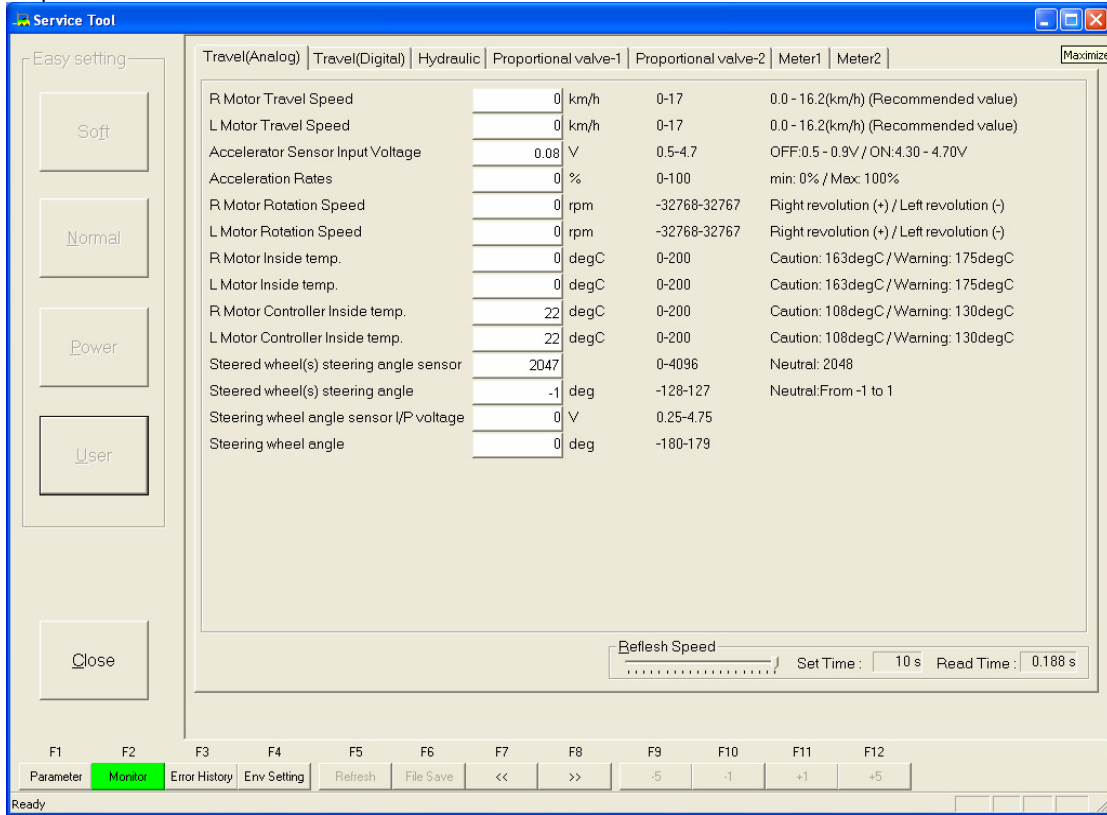 Service Tool
Easy setting
Soft
Normal
Power
User
Close
Travel(Analog) Travel(Digital) Hydraulic Proportional valve-1 Proportional valve-2 Meter1 Meter2
Maximize
R Motor Travel Speed 0 km/h 0-17 0.0 - 16.2(km/h) (Recommended value)
L Motor Travel Speed 0 km/h 0-17 0.0 - 16.2(km/h) (Recommended value)
Accelerator Sensor Input Voltage 0.08 V 0.5-4.7 OFF:0.5 - 0.9V / ON:4.30 - 4.70V
Acceleration Rates 0 % 0-100 min: 0% / Max: 100%
R Motor Rotation Speed 0 rpm -32768-32767 Right revolution (+) / Left revolution (-)
L Motor Rotation Speed 0 rpm -32768-32767 Right revolution (+) / Left revolution (-)
R Motor Inside temp. 0 degC 0-200 Caution: 163degC / Warning: 175degC
L Motor Inside temp. 0 degC 0-200 Caution: 163degC / Warning: 175degC
R Motor Controller Inside temp. 22 degC 0-200 Caution: 108degC / Warning: 130degC
L Motor Controller Inside temp. 22 degC 0-200 Caution: 108degC / Warning: 130degC
Steered wheel(s) steering angle sensor 2047 0-4096 Neutral: 2048
Steered wheel(s) steering angle -1 deg -128-127 Neutral:From -1 to 1
Steering wheel angle sensor I/P voltage 0 V 0.25-4.75
Steering wheel angle 0 deg -180-179
Reflesh Speed
Set Time : 10 s Read Time : 0.188 s
F1 F2 F3 F4 F5 F6 F7 F8 F9 F10 F11 F12
Parameter Monitor Error History Env Setting Refresh File Save << >> -5 -1 +1 +5
Ready